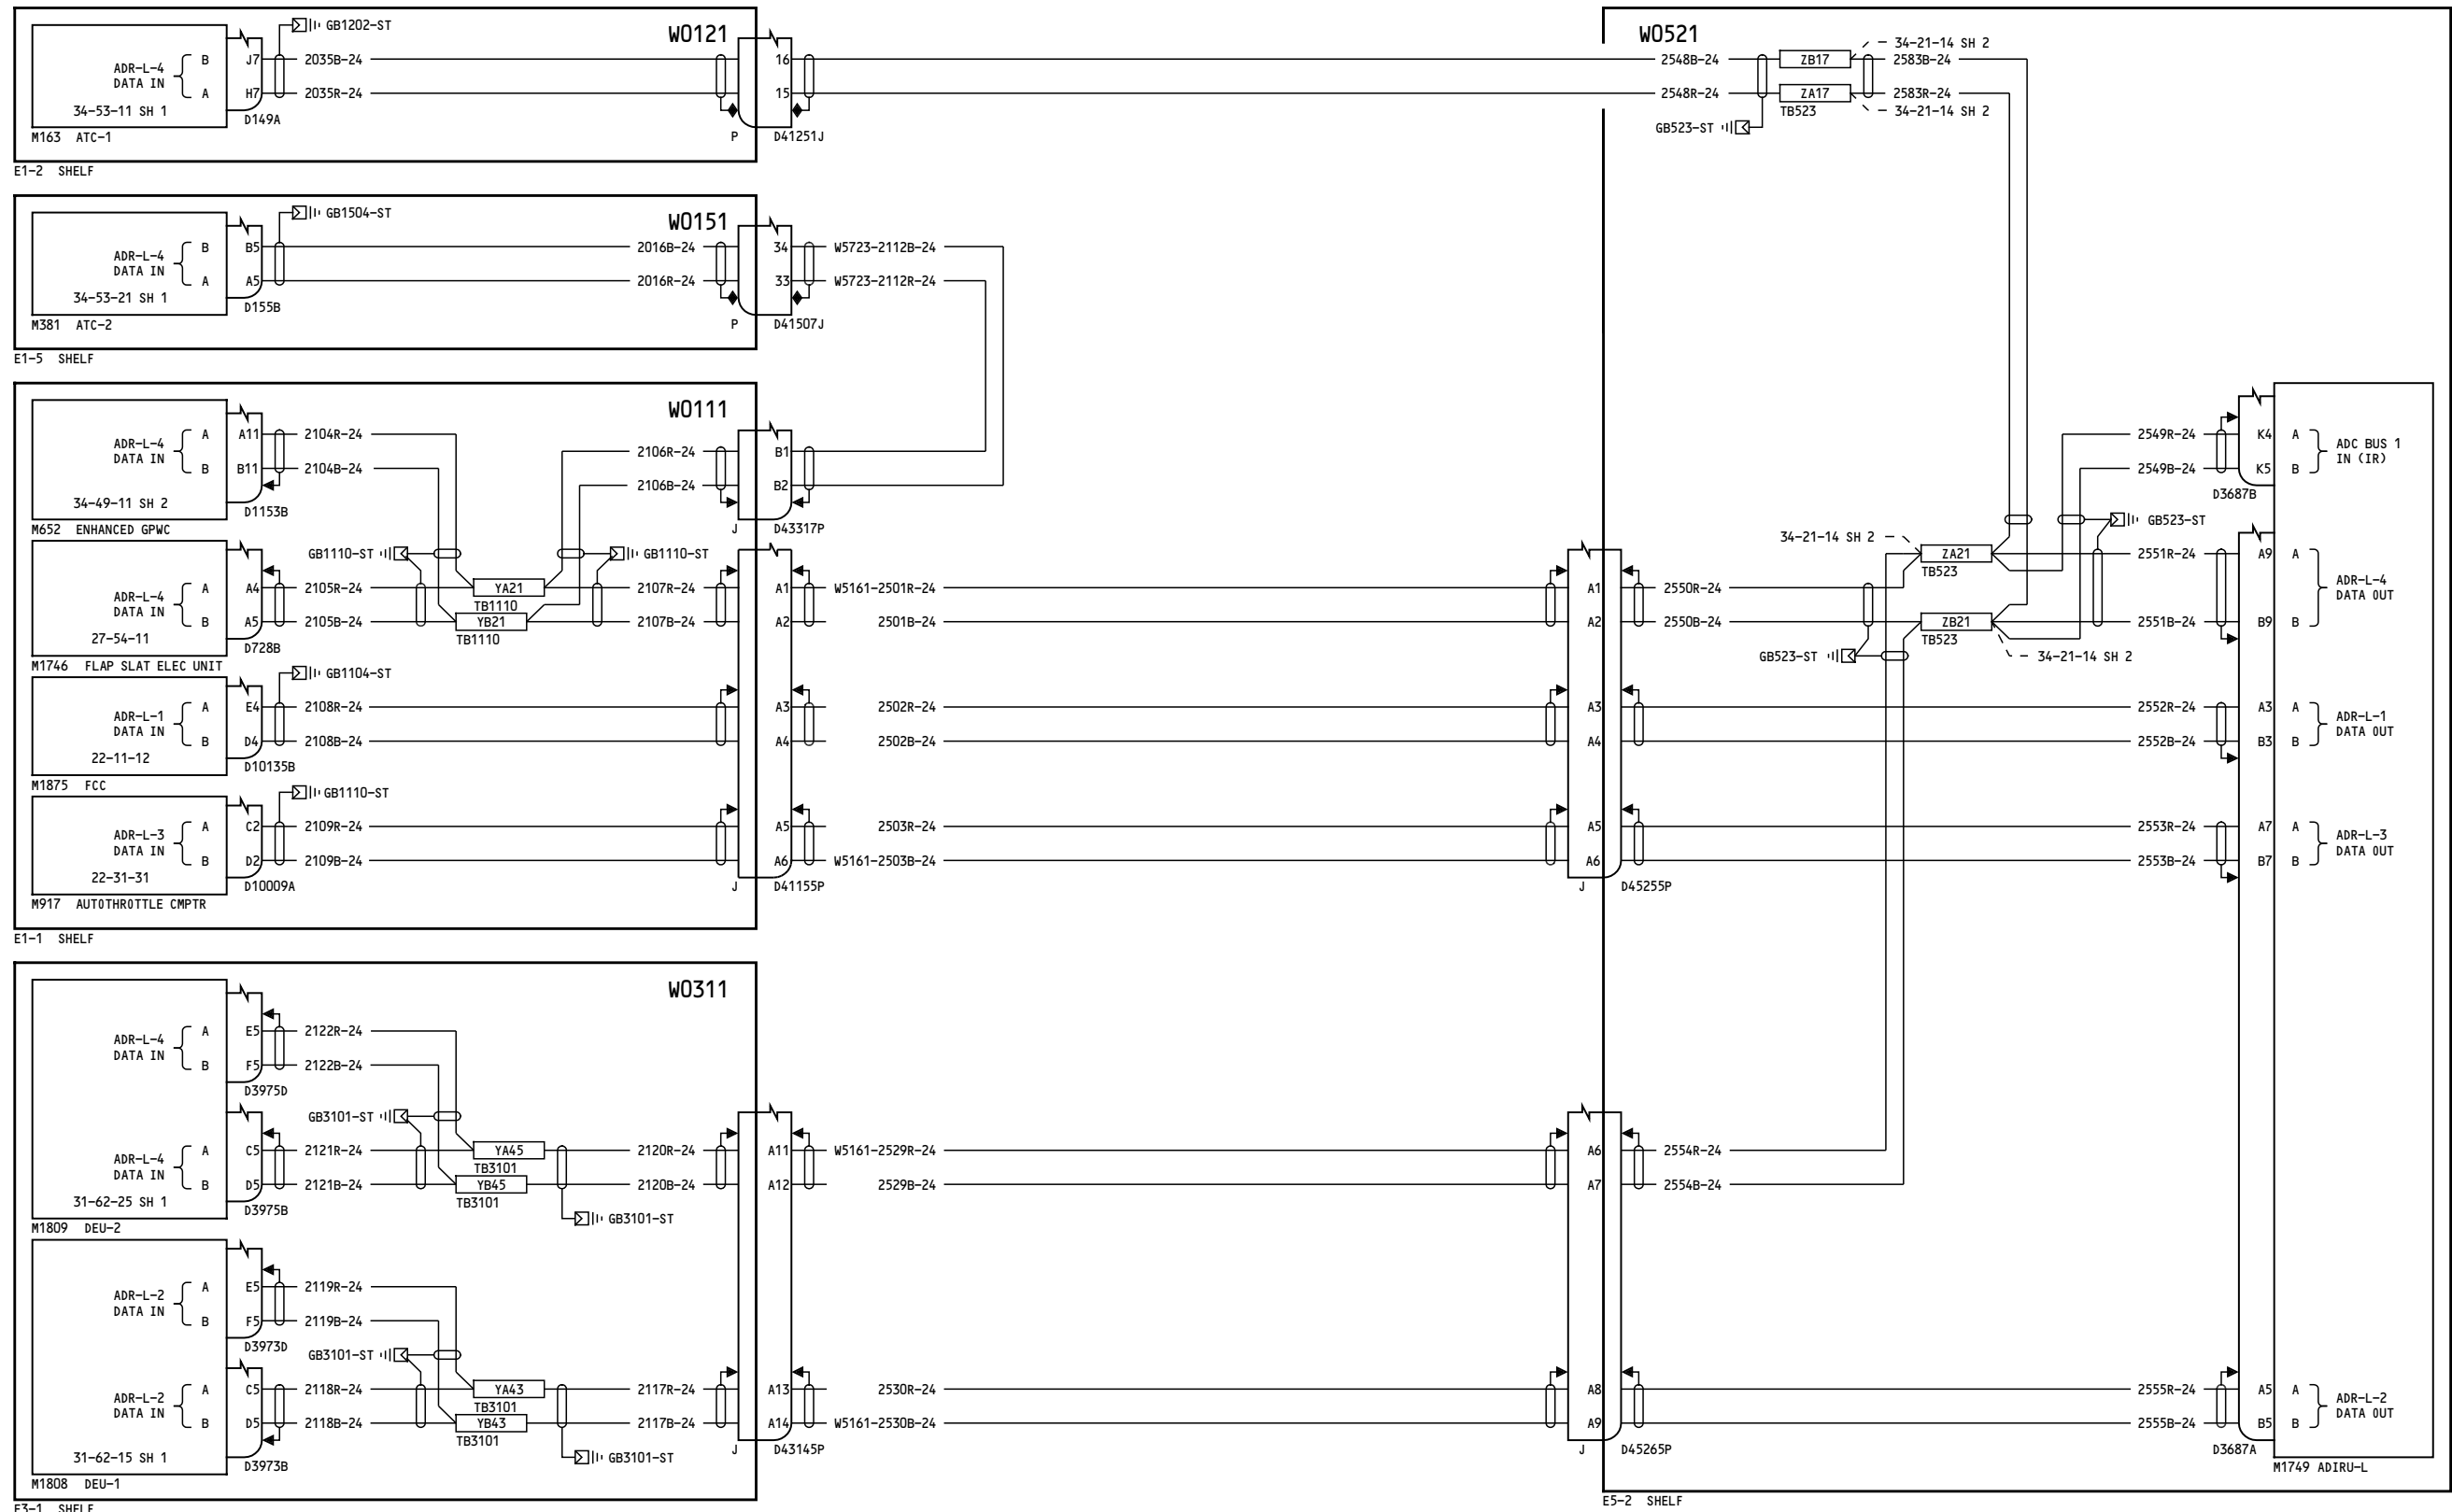 GB1202-ST
W0121
ADR-L-4
DATA IN
B J7 2035B-24
A H7 2035R-24
34-53-11 SH 1
D149A
M163 ATC-1
E1-2 SHELF
16
15
P D41251J
W0521
2548B-24 ZB17 2583B-24
34-21-14 SH 2
2548R-24 ZA17 2583R-24
TB523
34-21-14 SH 2
GB523-ST
GB1504-ST
W0151
ADR-L-4
DATA IN
B B5 2016B-24 34 W5723-2112B-24
A A5 2016R-24 33 W5723-2112R-24
34-53-21 SH 1
D155B
M381 ATC-2
P D41507J
E1-5 SHELF
W0111
ADR-L-4
DATA IN
A A11 2104R-24
B B11 2104B-24
34-49-11 SH 2
D1153B
M652 ENHANCED GPWC
2106R-24 B1
2106B-24 B2
J D43317P
GB1110-ST
GB1110-ST
ADR-L-4
DATA IN
A A4 2105R-24 YA21 2107R-24 A1 W5161-2501R-24 A1 2550R-24
TB1110
B A5 2105B-24 YB21 2107B-24 A2 2501B-24 A2 2550B-24
TB1110
27-54-11
D728B
M1746 FLAP SLAT ELEC UNIT
GB1104-ST
ADR-L-1
DATA IN
A E4 2108R-24 A3 2502R-24 A3 2552R-24 A3 A
B D4 2108B-24 A4 2502B-24 A4 2552B-24 B3 B
ADR-L-1
DATA OUT
22-11-12
D10135B
M1875 FCC
GB1110-ST
ADR-L-3
DATA IN
A C2 2109R-24 A5 2503R-24 A5 2553R-24 A7 A
B D2 2109B-24 A6 W5161-2503B-24 A6 2553B-24 B7 B
ADR-L-3
DATA OUT
22-31-31
D10009A
M917 AUTOTHROTTLE CMPTR
J D41155P
J D45255P
E1-1 SHELF
2549R-24 K4 A
2549B-24 K5 B
ADC BUS 1
IN (IR)
D3687B
GB523-ST
34-21-14 SH 2
ZA21
TB523
2551R-24 A9 A
ZB21
TB523
2551B-24 B9 B
ADR-L-4
DATA OUT
34-21-14 SH 2
GB523-ST
W0311
ADR-L-4
DATA IN
A E5 2122R-24
B F5 2122B-24
D3975D
GB3101-ST
ADR-L-4
DATA IN
A C5 2121R-24 YA45 2120R-24 A11 W5161-2529R-24 A6 2554R-24
TB3101
B D5 2121B-24 YB45 2120B-24 A12 2529B-24 A7 2554B-24
TB3101
31-62-25 SH 1
D3975B
GB3101-ST
M1809 DEU-2
ADR-L-2
DATA IN
A E5 2119R-24
B F5 2119B-24
D3973D
GB3101-ST
ADR-L-2
DATA IN
A C5 2118R-24 YA43 2117R-24 A13 2530R-24 A8 2555R-24 A5 A
TB3101
B D5 2118B-24 YB43 2117B-24 A14 W5161-2530B-24 A9 2555B-24 B5 B
TB3101
ADR-L-2
DATA OUT
31-62-15 SH 1
D3973B
GB3101-ST
J D43145P
J D45265P
D3687A
M1749 ADIRU-L
M1808 DEU-1
E3-1 SHELF
E5-2 SHELF